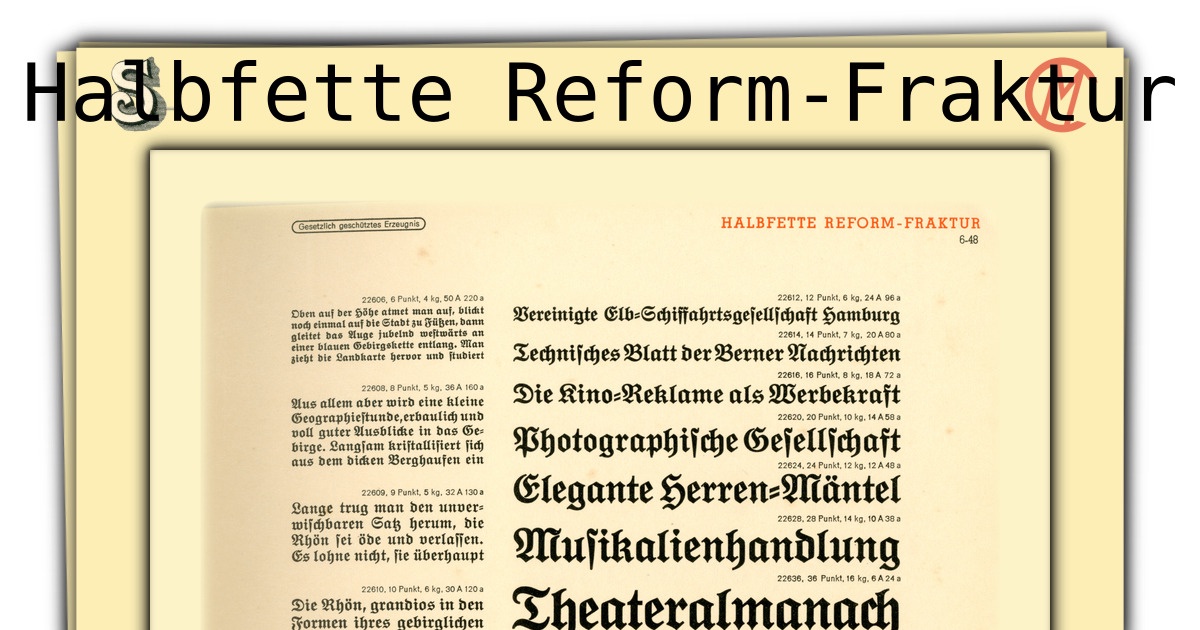 Halbfette Reform-Fraktur
Gesetzlich geschütztes Erzeugnis
HALBFETTE REFORM-FRAKTUR
6-48
22606, 6 Punkt, 4 kg, 50 A 220 a
Oben auf der Höhe atmet man auf, blickt
noch einmal auf die Stadt zu Füßen, dann
gleitet das Auge jubelnd westwärts an
einer blauen Gebirgskette entlang. Man
zieht die Landkarte hervor und studiert
22608, 8 Punkt, 5 kg, 36 A 160 a
Aus allem aber wird eine kleine
Geographiestunde, erbaulich und
voll guter Ausblicke in das Ge-
birge. Langsam kristallisiert sich
aus dem dicken Berghaufen ein
22609, 9 Punkt, 5 kg, 32 A 130 a
Lange trug man den unver-
wischbaren Satz herum, die
Rhön sei öde und verlassen.
Es lohne nicht, sie überhaupt
22610, 10 Punkt, 6 kg, 30 A 120 a
Die Rhön, grandios in den
Formen ihres gebirglichen
22612, 12 Punkt, 6 kg, 24 A 96 a
Vereinigte Elb-Schiffahrtsgesellschaft Hamburg
22614, 14 Punkt, 7 kg, 20 A 80 a
Technisches Blatt der Berner Nachrichten
22616, 16 Punkt, 8 kg, 18 A 72 a
Die Kino-Reklame als Werbekraft
22620, 20 Punkt, 10 kg, 14 A 58 a
Photographische Gesellschaft
22624, 24 Punkt, 12 kg, 12 A 48 a
Elegante Herren-Mäntel
22628, 28 Punkt, 14 kg, 10 A 38 a
Musikalienhandlung
22636, 36 Punkt, 16 kg, 6 A 24 a
Theateralmanach